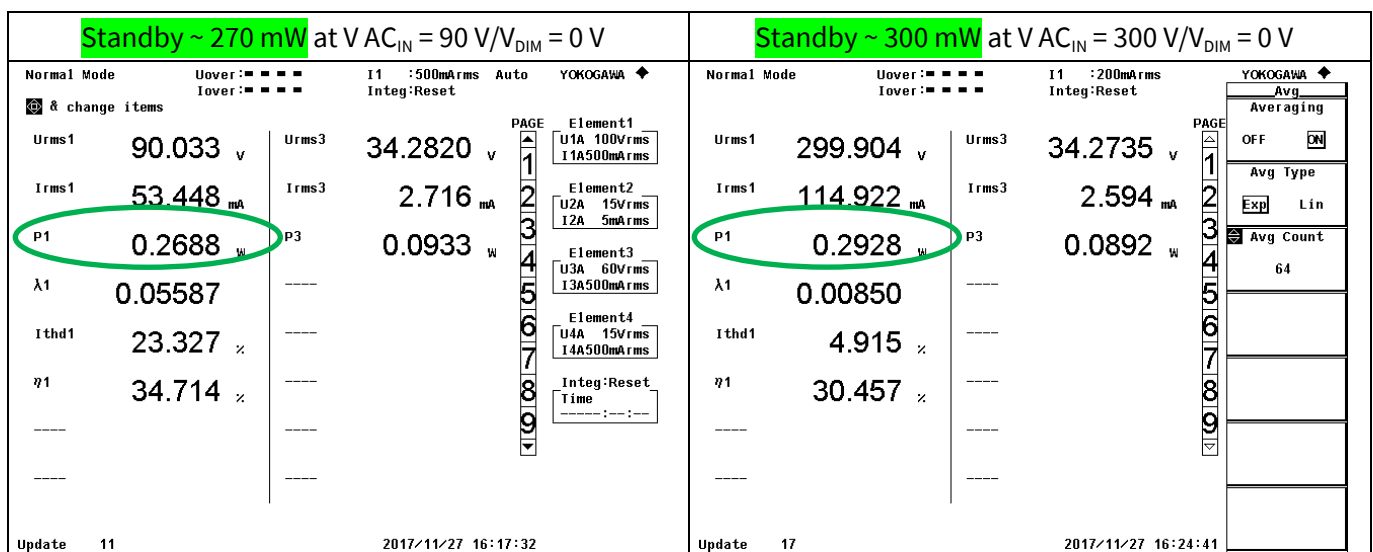 Standby ~ 270 mW at V AC_IN = 90 V/V_DIM = 0 V
Normal Mode Uover:= = = = I1 :500mArms Auto YOKOGAWA ◆
Iover:= = = = Integ:Reset
& change items
PAGE Element1
Urms1 90.033 V Urms3 34.2820 V 1 U1A 100Vrms
I1A500mArms
Irms1 53.448 mA Irms3 2.716 mA 2 Element2
U2A 15Vrms
I2A 5mArms
P1 0.2688 W P3 0.0933 W 3
4 Element3
U3A 60Vrms
λ1 0.05587 ---- 5 I3A500mArms
Element4
Ithd1 23.327 % ---- 6 U4A 15Vrms
7 I4A500mArms
η1 34.714 % ---- 8 Integ:Reset
Time
-----:--:--
---- ---- 9
---- ----
Update 11 2017/11/27 16:17:32
Standby ~ 300 mW at V AC_IN = 300 V/V_DIM = 0 V
Normal Mode Uover:= = = = I1 :200mArms YOKOGAWA ◆
Iover:= = = = Integ:Reset Avg
Averaging
PAGE
Urms1 299.904 V Urms3 34.2735 V 1 OFF ON
Avg Type
Irms1 114.922 mA Irms3 2.594 mA 2 Exp Lin
P1 0.2928 W P3 0.0892 W 3 Avg Count
4 64
λ1 0.00850 ---- 5
Ithd1 4.915 % ---- 6
7
η1 30.457 % ---- 8
---- ---- 9
---- ----
Update 17 2017/11/27 16:24:41